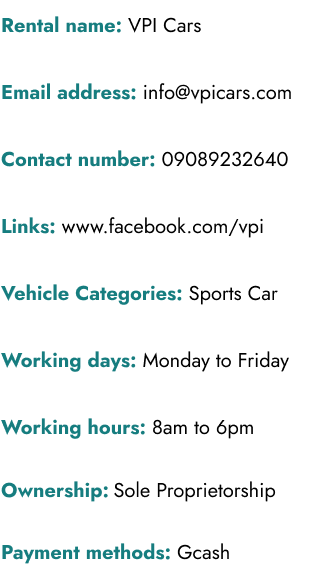 Rental name: VPI Cars
Email address: info@vpicars.com
Contact number: 09089232640
Links: www.facebook.com/vpi
Vehicle Categories: Sports Car
Working days: Monday to Friday
Working hours: 8am to 6pm
Ownership: Sole Proprietorship
Payment methods: Gcash